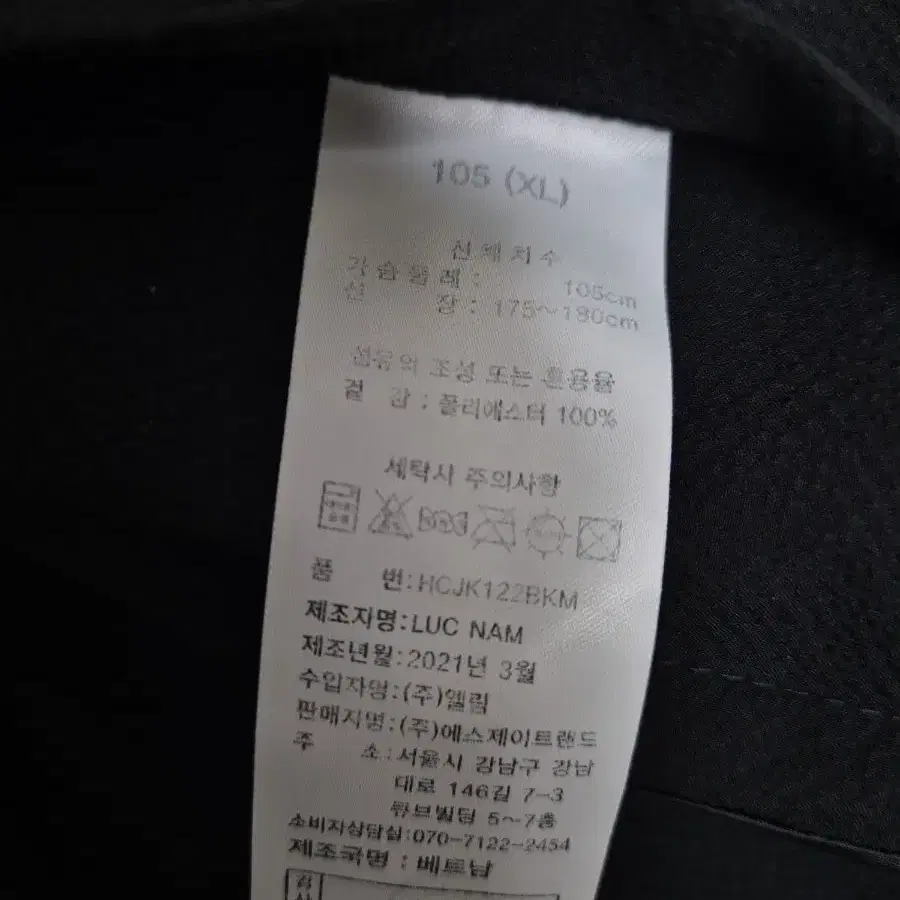 105 (XL)
신체치수
가슴둘레 : 105cm
신 장 : 175~180cm
섬유의 조성 또는 혼용율
겉 감 : 폴리에스터 100%
세탁시 주의사항
품 번:HCJK122BKM
제조자명:LUC NAM
제조년월:2021년 3월
수입자명:(주)엘림
판매자명:(주)에스제이트랜드
주 소:서울시 강남구 강남
대로 146길 7-3
큐브빌딩 5~7층
소비자상담실:070-7122-2454
제조국명 : 베트남